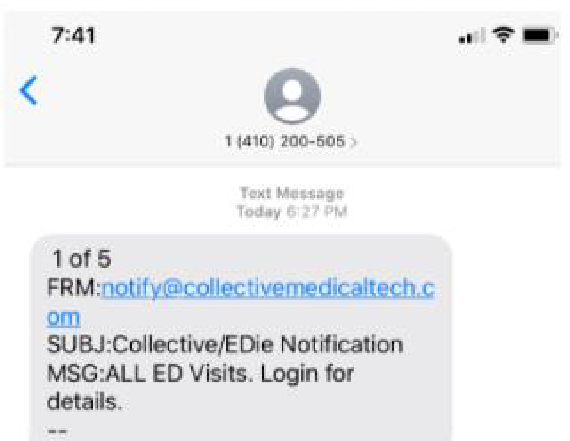 7:41
1 (410) 200-505 >
Text Message
Today 6:27 PM
1 of 5
FRM:notify@collectivemedicaltech.c
om
SUBJ:Collective/EDie Notification
MSG:ALL ED Visits. Login for
details.
--